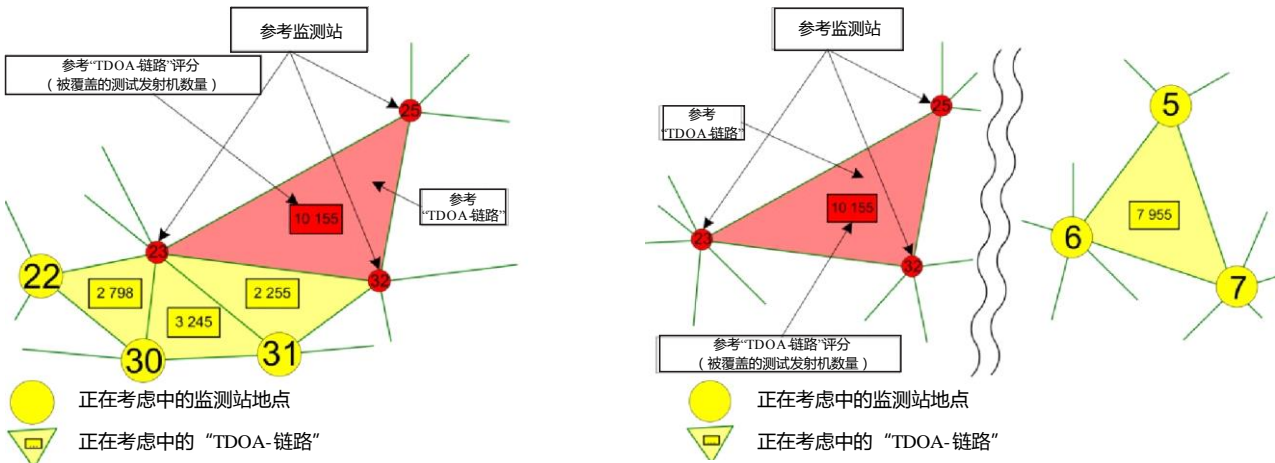 参考监测站
参考“TDOA-链路”评分
（被覆盖的测试发射机数量）
25
10 155
参考
“TDOA-链路”
23
32
22
2 798
2 255
3 245
30
31
正在考虑中的监测站地点
...
正在考虑中的“TDOA-链路”
参考监测站
25
参考
“TDOA-链路”
10 155
23
32
参考“TDOA-链路”评分
（被覆盖的测试发射机数量）
5
7 955
6
7
正在考虑中的监测站地点
正在考虑中的“TDOA-链路”